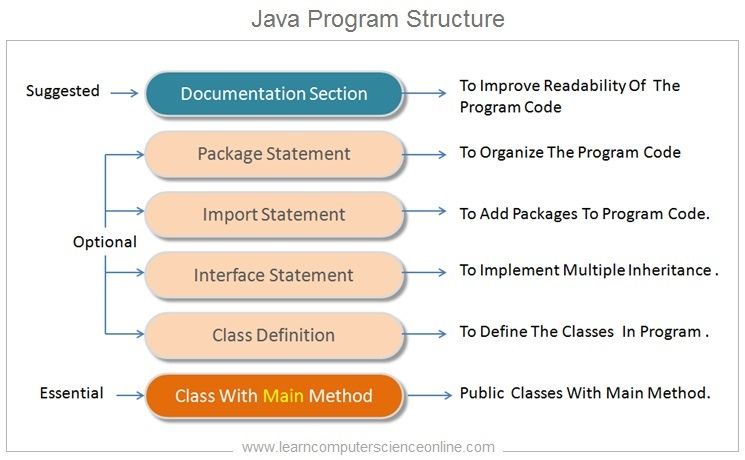 Java Program Structure
Suggested
Documentation Section
To Improve Readability Of The
Program Code
Package Statement
To Organize The Program Code
Import Statement
To Add Packages To Program Code.
Optional
Interface Statement
To Implement Multiple Inheritance .
Class Definition
To Define The Classes In Program .
Essential
Class With Main Method
Public Classes With Main Method.
www.learncomputerscienceonline.com